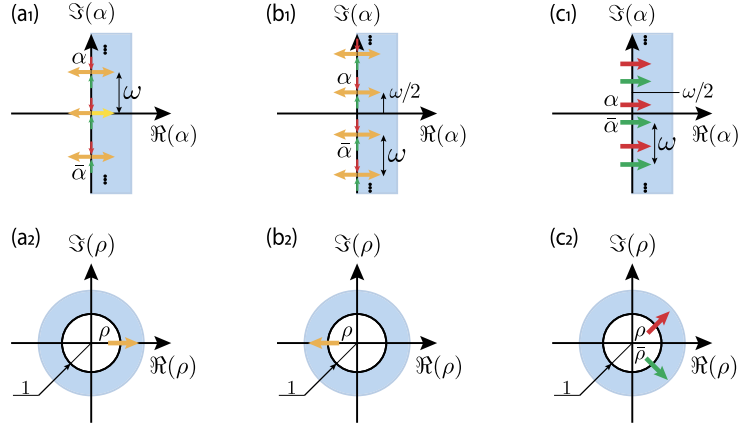 (a1)
ℑ(α)
α
ω
ℜ(α)
ᾱ
(b1)
ℑ(α)
α
ω/2
ℜ(α)
ᾱ
ω
(c1)
ℑ(α)
ω/2
α
ᾱ
ℜ(α)
ω
(a2)
ℑ(ρ)
ρ
ℜ(ρ)
1
(b2)
ℑ(ρ)
ρ
ℜ(ρ)
1
(c2)
ℑ(ρ)
ρ
ρ̄
ℜ(ρ)
1